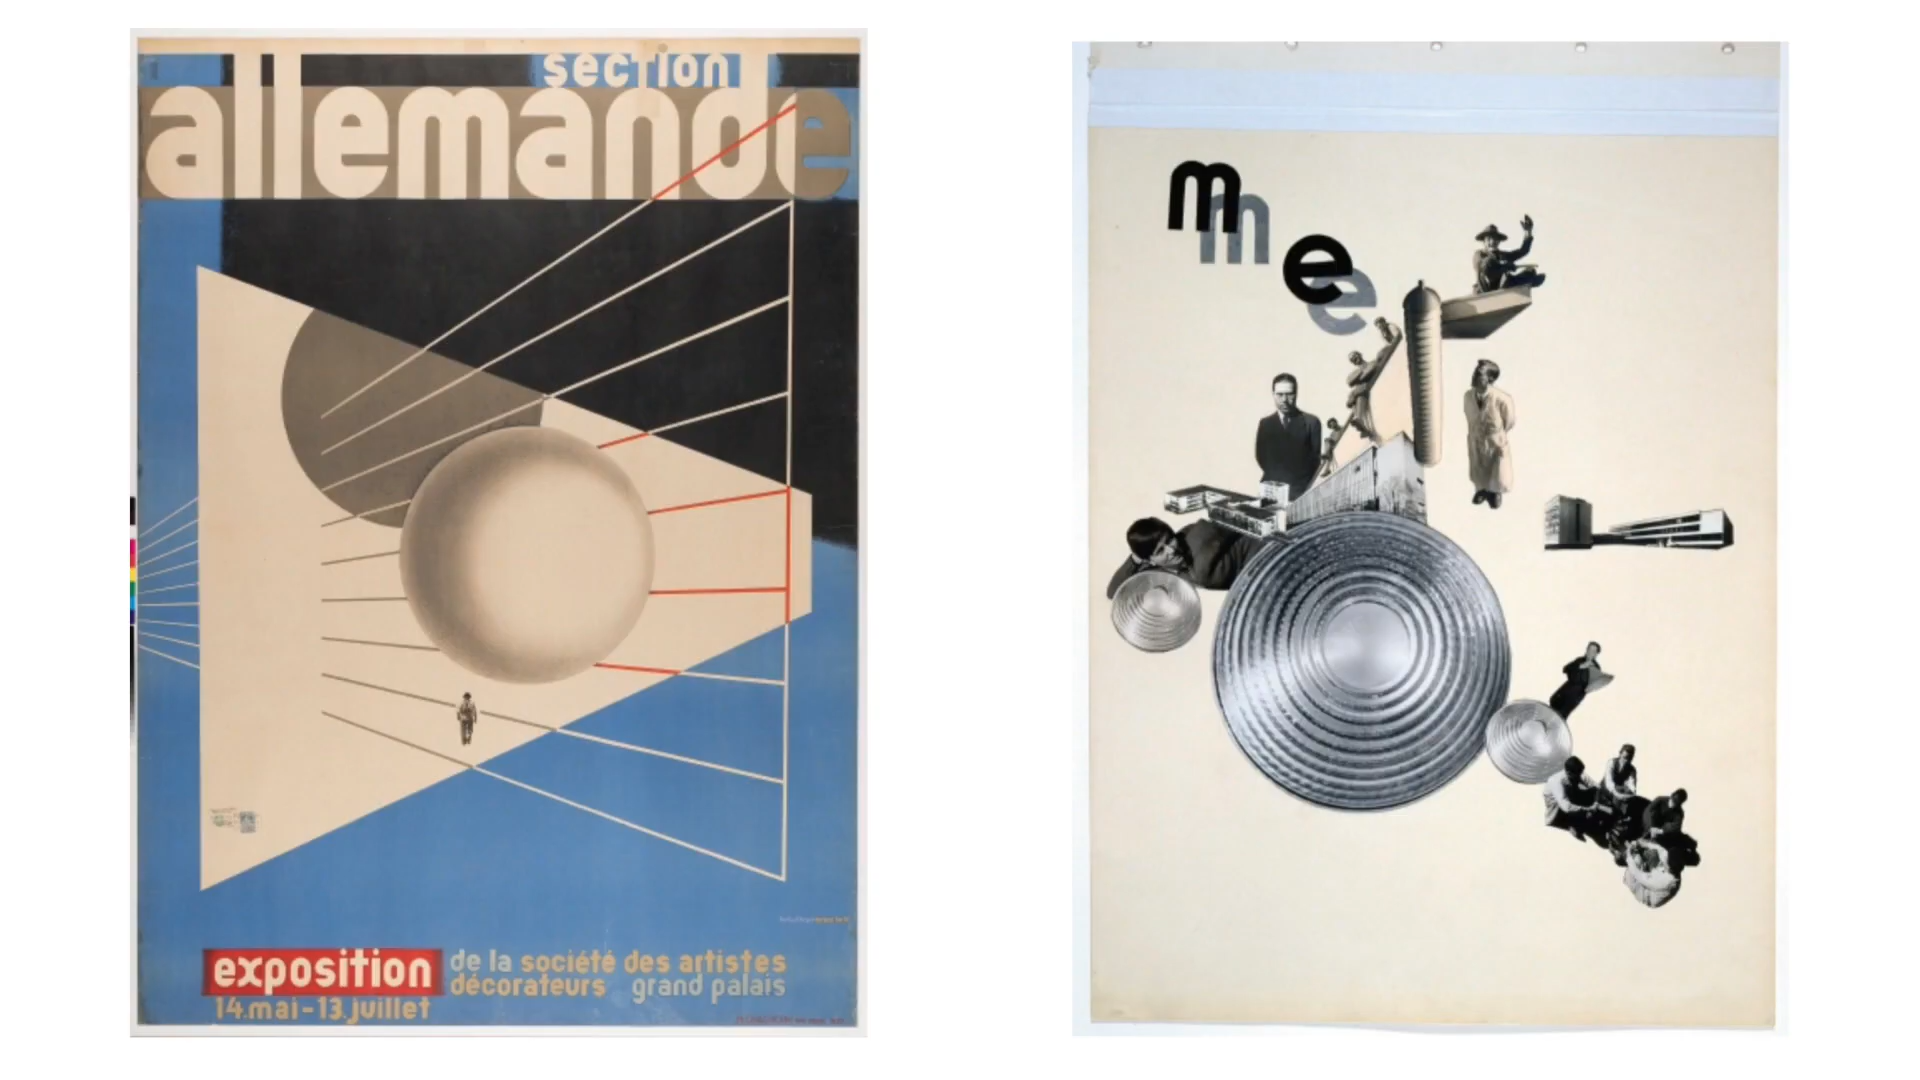 section
allemande
exposition de la société des artistes
décorateurs grand palais
14.mai-13.juillet
m
m
e
e